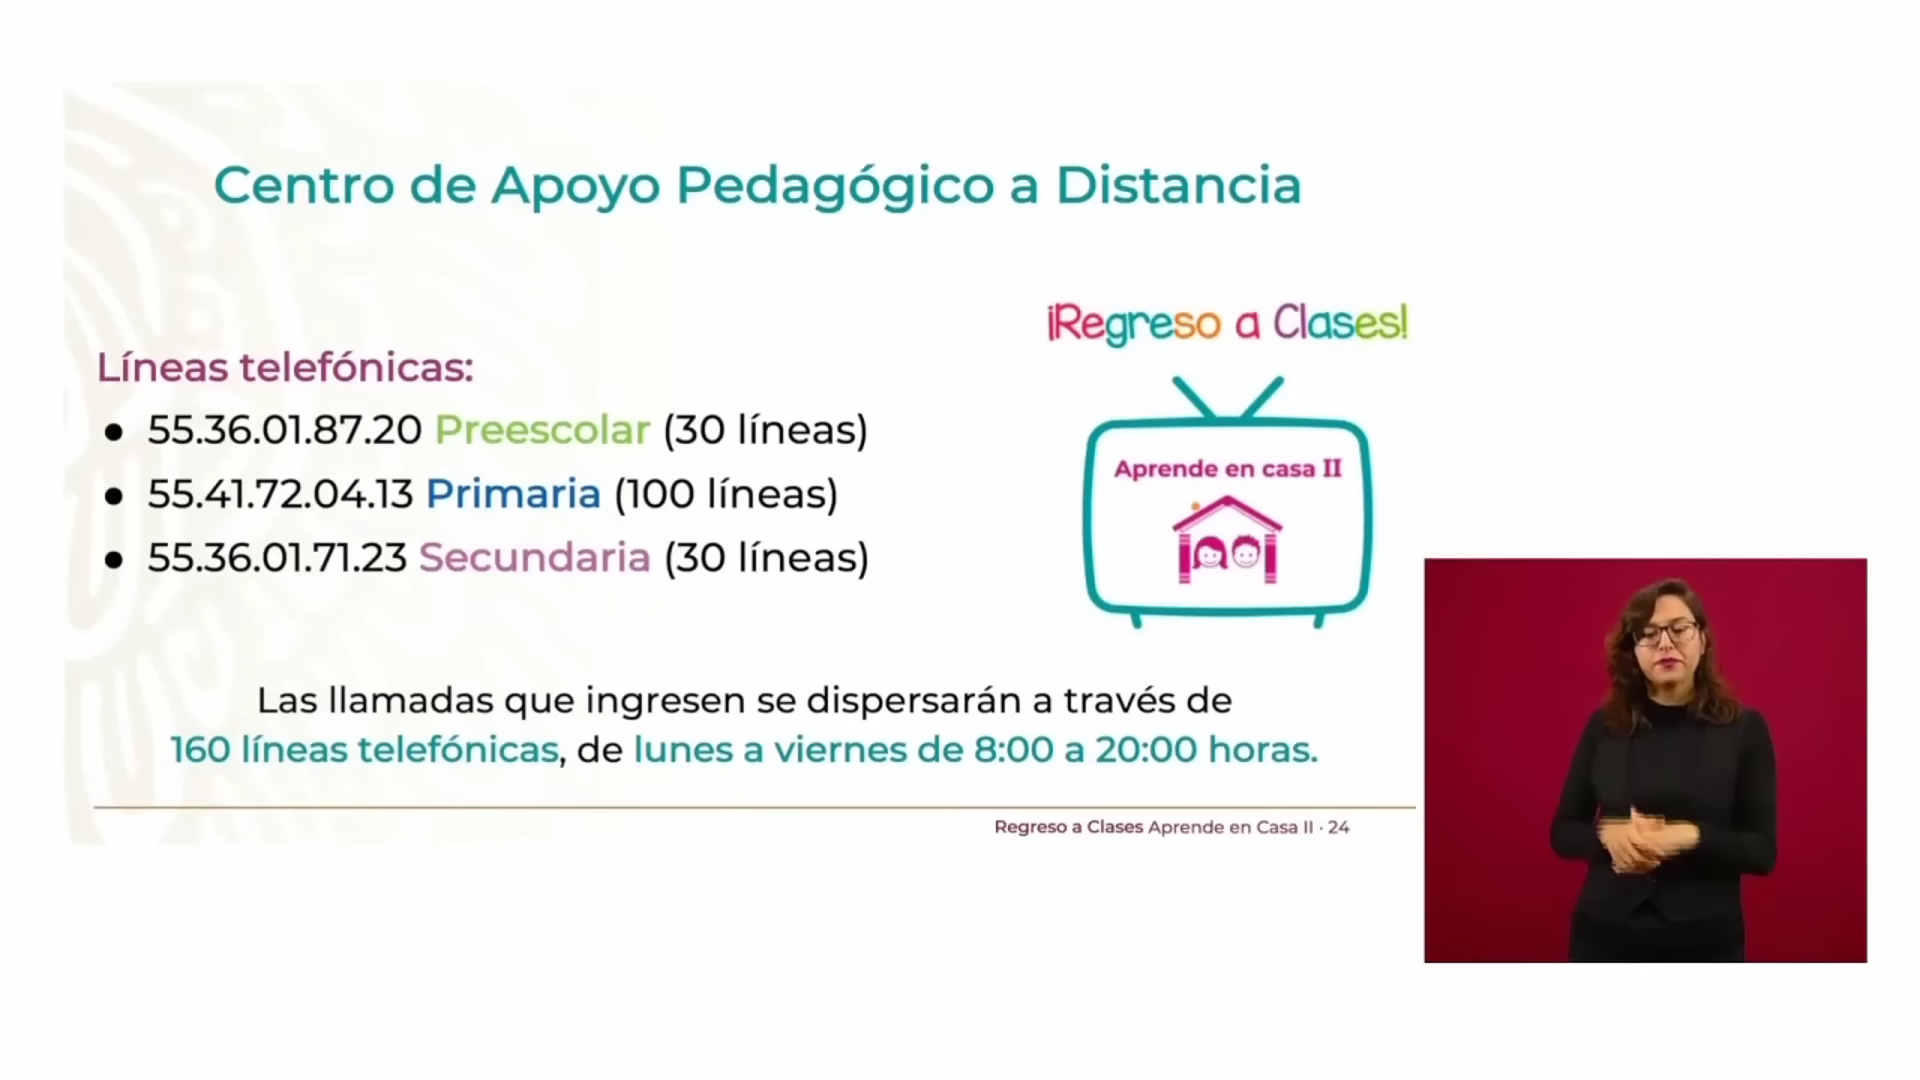 Centro de Apoyo Pedagógico a Distancia
¡Regreso a Clases!
Líneas telefónicas:
● 55.36.01.87.20 Preescolar (30 líneas)
● 55.41.72.04.13 Primaria (100 líneas)
● 55.36.01.71.23 Secundaria (30 líneas)
Aprende en casa II
Las llamadas que ingresen se dispersarán a través de
160 líneas telefónicas, de lunes a viernes de 8:00 a 20:00 horas.
Regreso a Clases Aprende en Casa II · 24